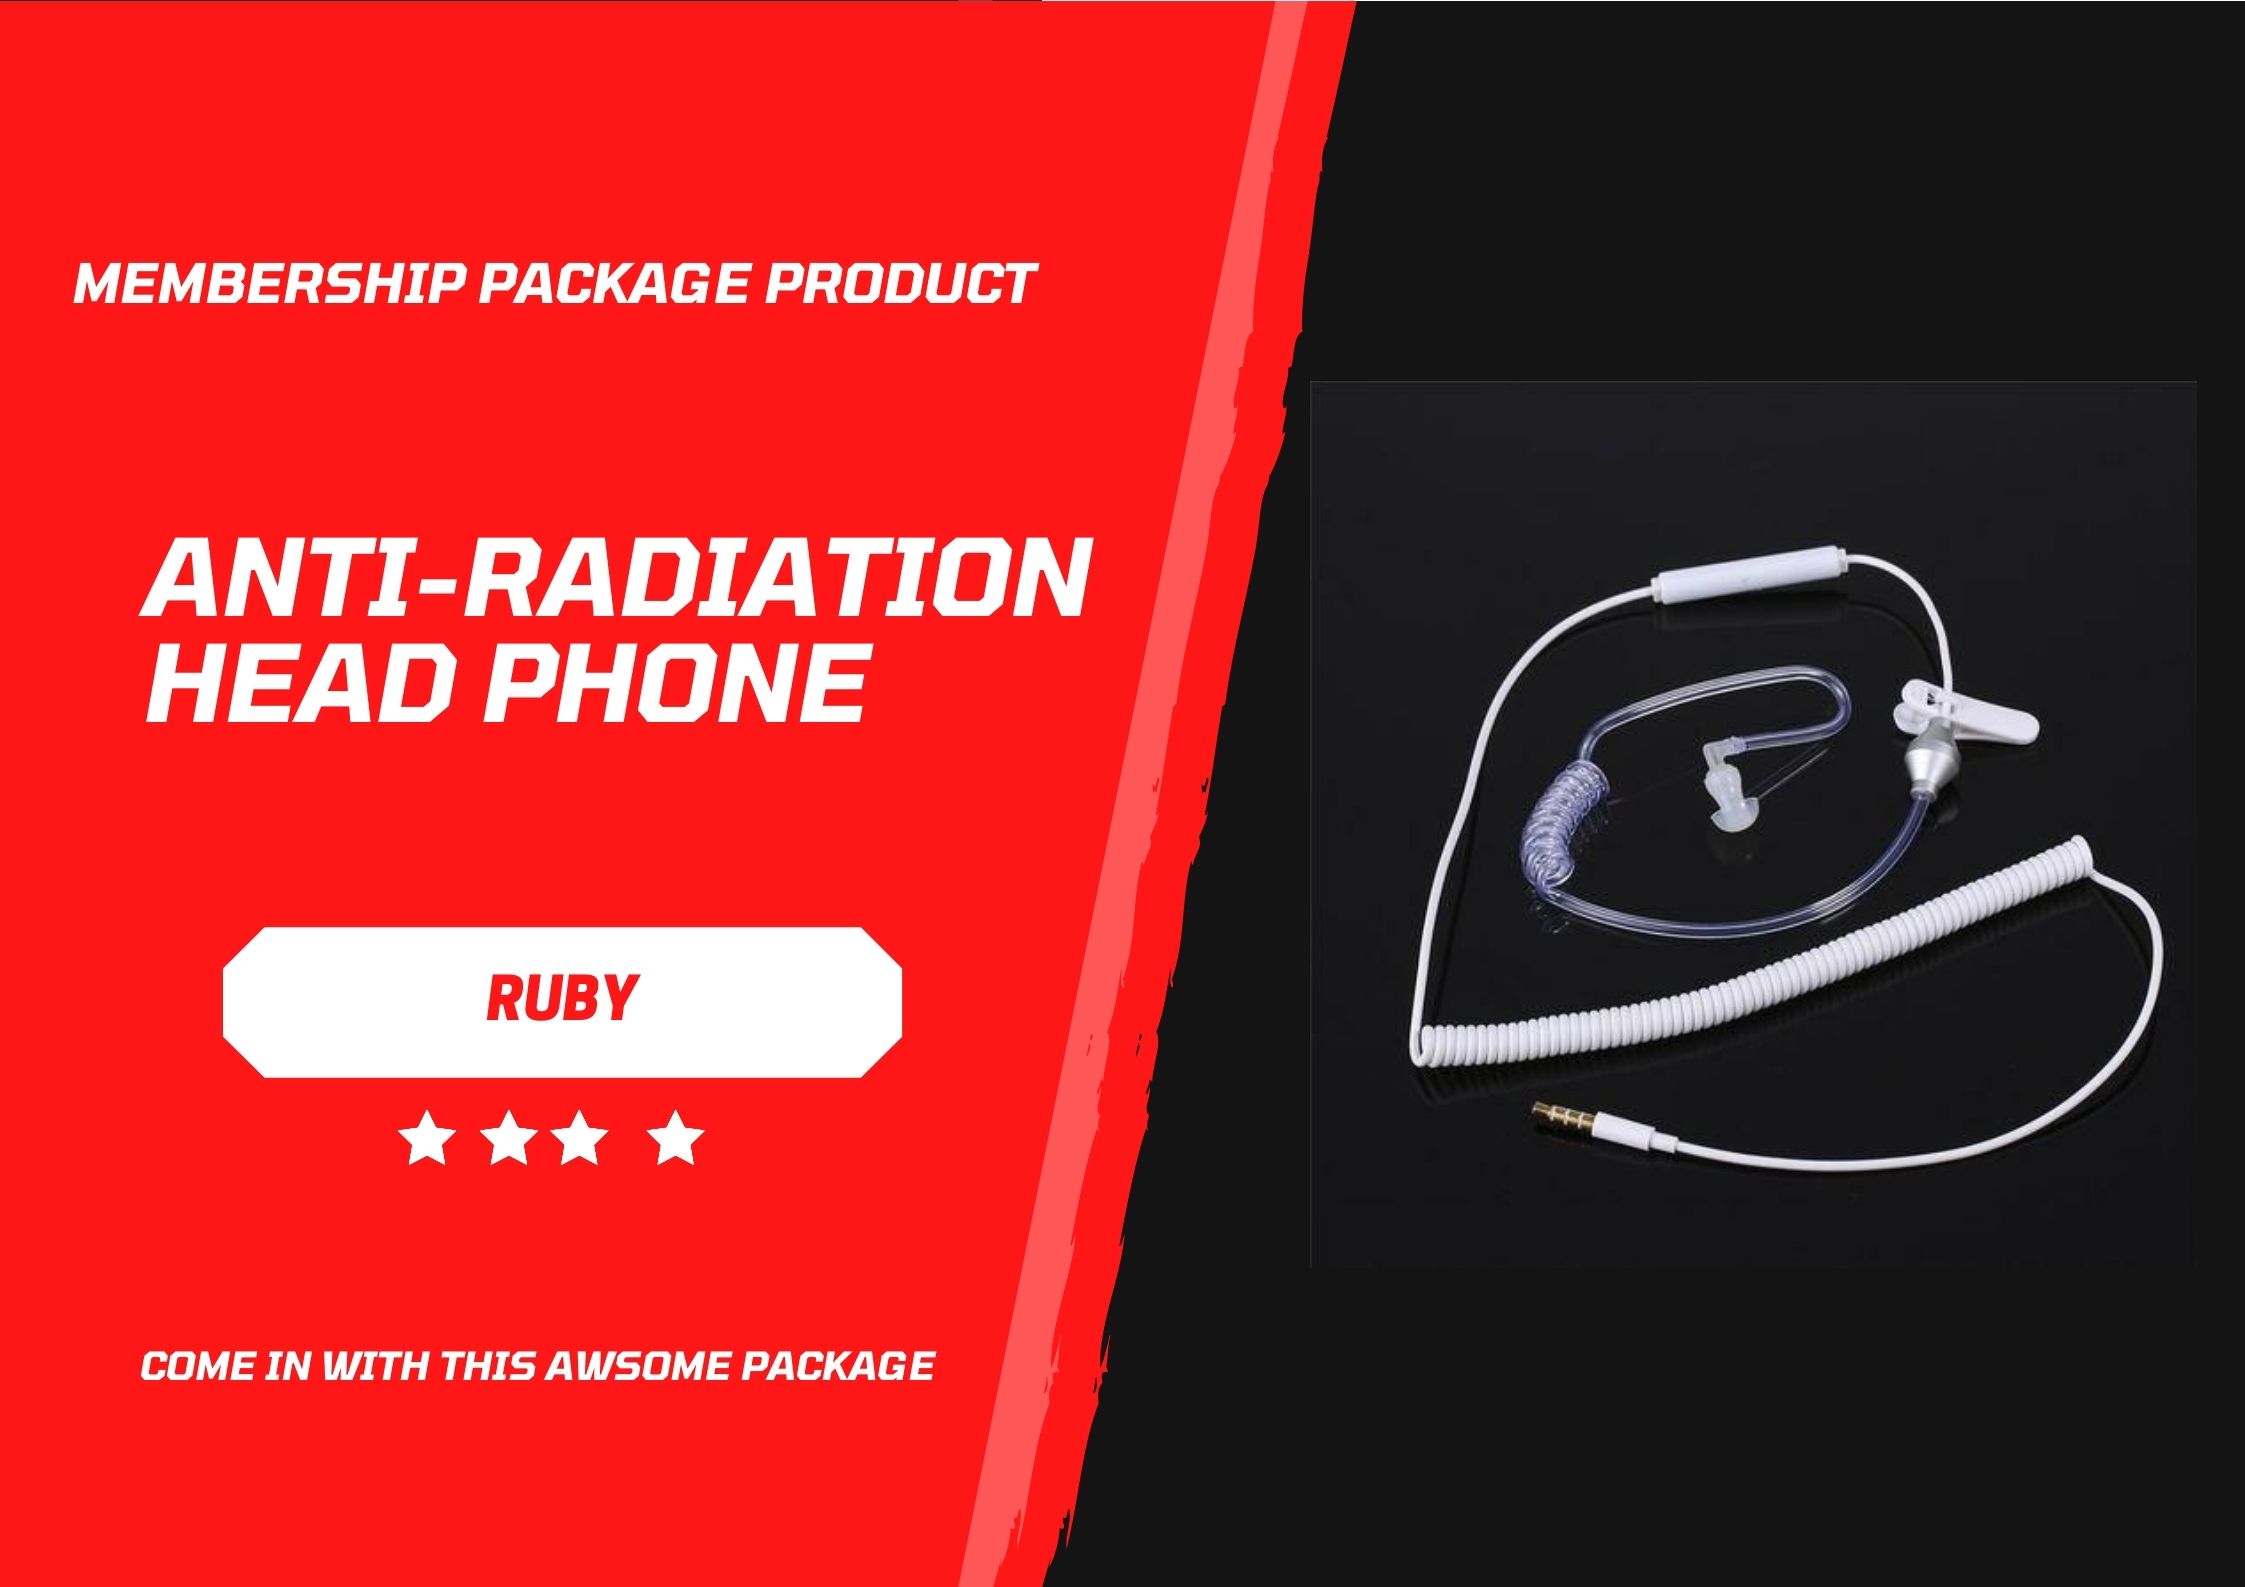 MEMBERSHIP PACKAGE PRODUCT
ANTI-RADIATION
HEAD PHONE
RUBY
COME IN WITH THIS AWSOME PACKAGE